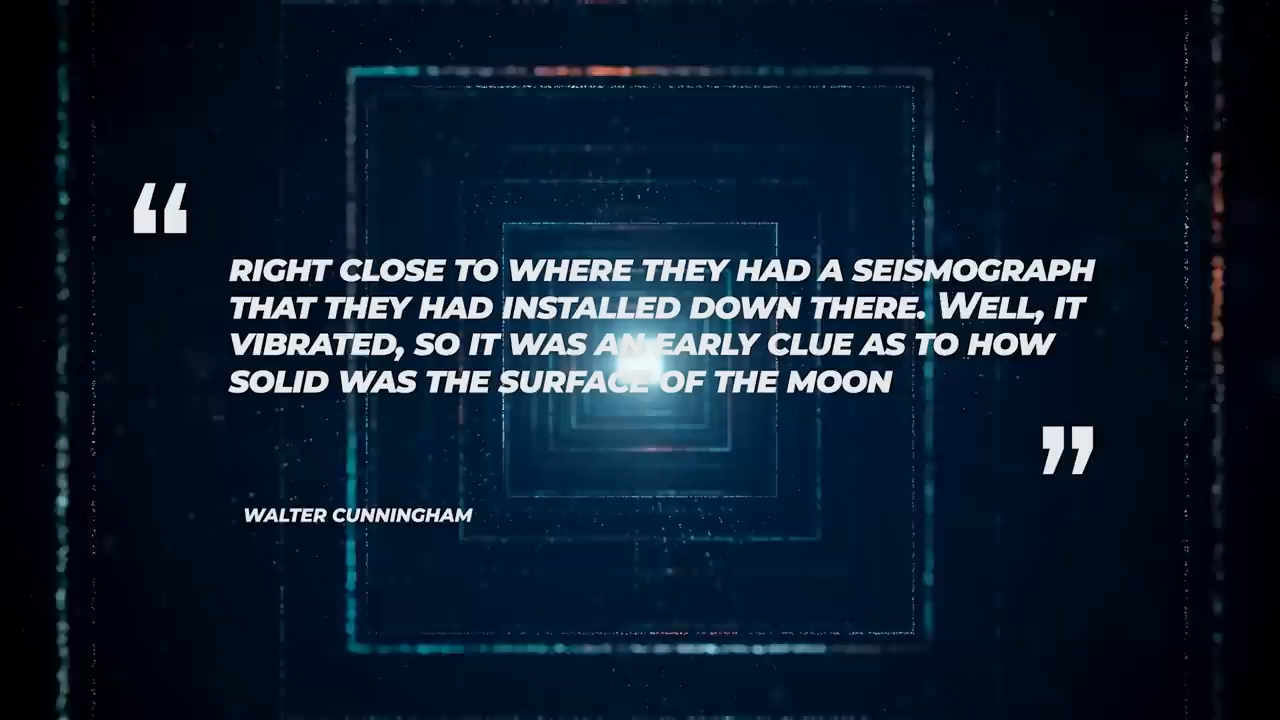 “
RIGHT CLOSE TO WHERE THEY HAD A SEISMOGRAPH
THAT THEY HAD INSTALLED DOWN THERE. WELL, IT
VIBRATED, SO IT WAS AN EARLY CLUE AS TO HOW
SOLID WAS THE SURFACE OF THE MOON
”
WALTER CUNNINGHAM